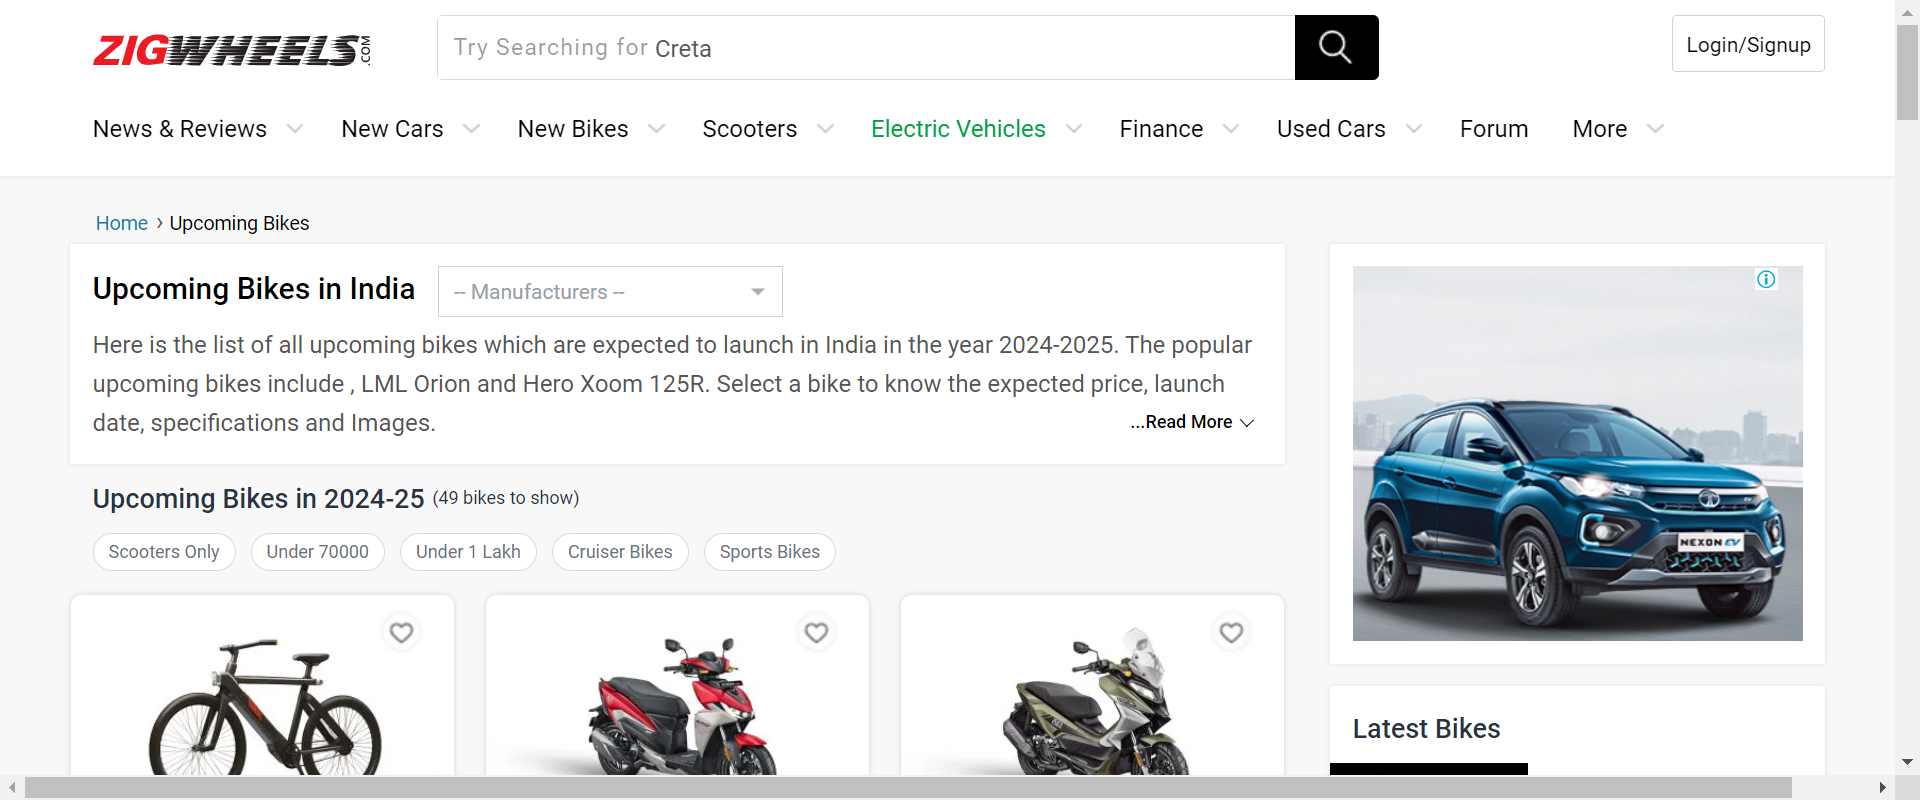 ZIGWHEELS.COM
Try Searching for Creta
Login/Signup
News & Reviews New Cars New Bikes Scooters Electric Vehicles Finance Used Cars Forum More
Home › Upcoming Bikes
Upcoming Bikes in India
-- Manufacturers --
Here is the list of all upcoming bikes which are expected to launch in India in the year 2024-2025. The popular
upcoming bikes include , LML Orion and Hero Xoom 125R. Select a bike to know the expected price, launch
date, specifications and Images.
...Read More
Upcoming Bikes in 2024-25 (49 bikes to show)
Scooters Only Under 70000 Under 1 Lakh Cruiser Bikes Sports Bikes
NEXON EV
Latest Bikes